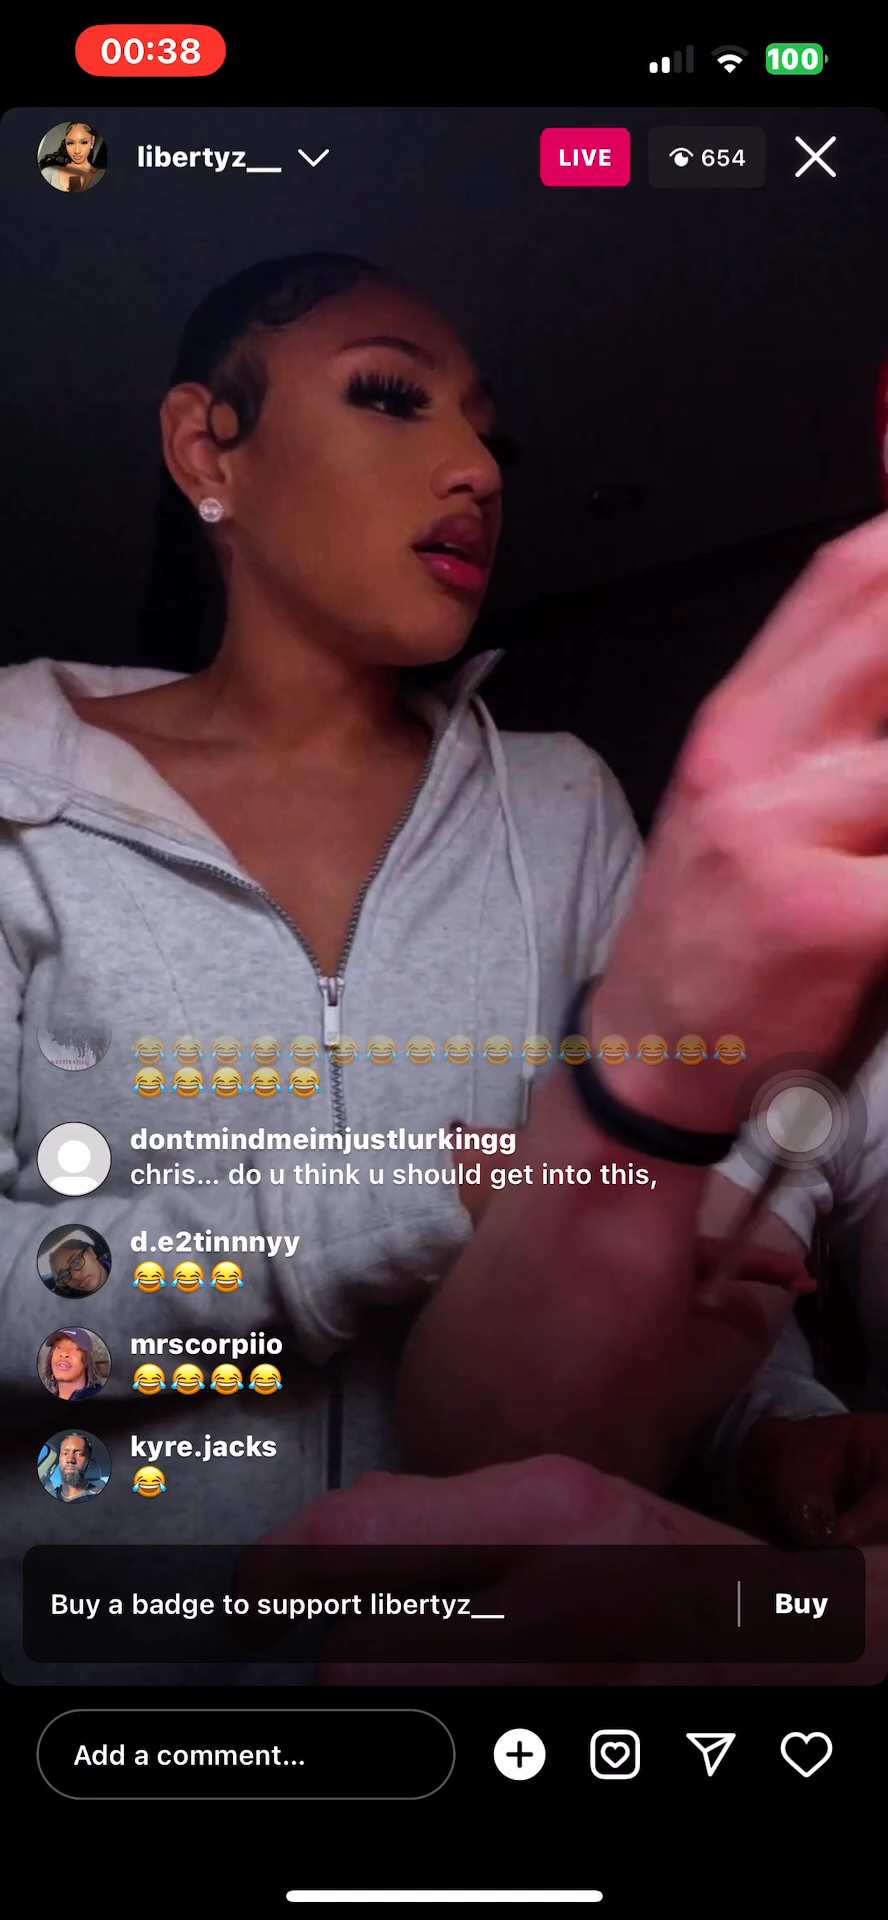 00:38
100
libertyz__
LIVE
654
😂😂😂😂😂😂😂😂😂😂😂😂😂😂😂😂
😂😂😂😂😂
dontmindmeimjustlurkingg
chris... do u think u should get into this,
d.e2tinnnyy
😂😂😂
mrscorpiio
😂😂😂😂
kyre.jacks
😂
Buy a badge to support libertyz__
Buy
Add a comment...